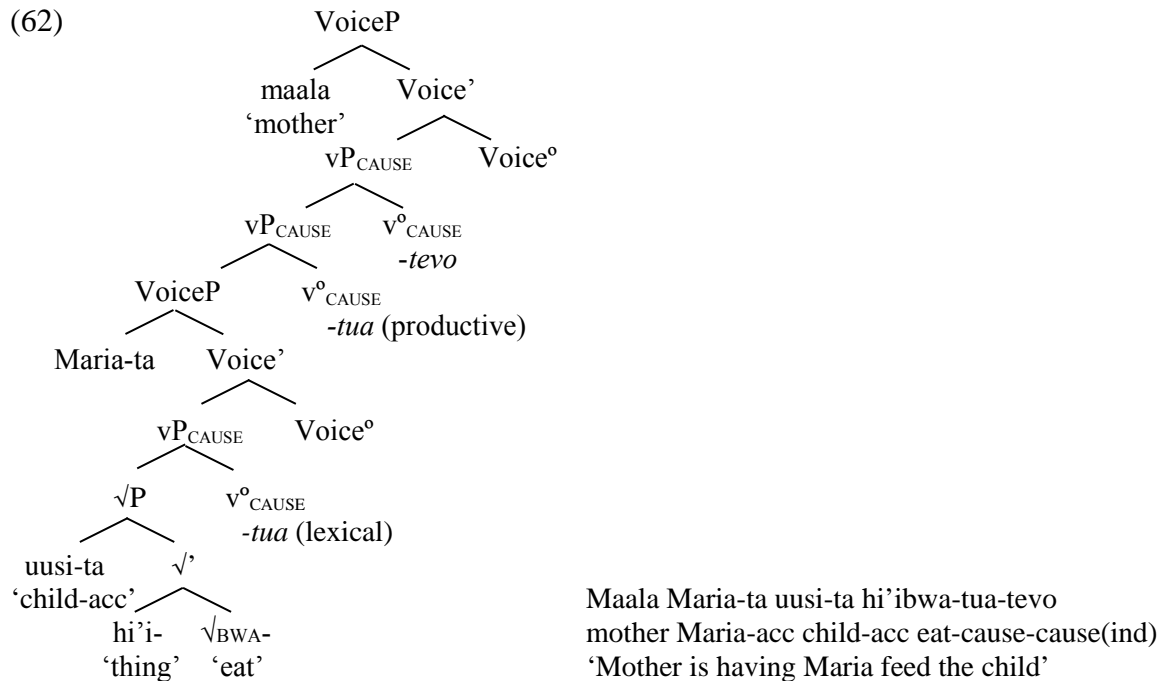 (62) VoiceP
maala Voice’
‘mother’
vP_CAUSE Voiceº
vP_CAUSE vº_CAUSE
-tevo
VoiceP vº_CAUSE
-tua (productive)
Maria-ta Voice’
vP_CAUSE Voiceº
√P vº_CAUSE
-tua (lexical)
uusi-ta √’
‘child-acc’
hi’i- √BWA-
‘thing’ ‘eat’
Maala Maria-ta uusi-ta hi’ibwa-tua-tevo
mother Maria-acc child-acc eat-cause-cause(ind)
‘Mother is having Maria feed the child’